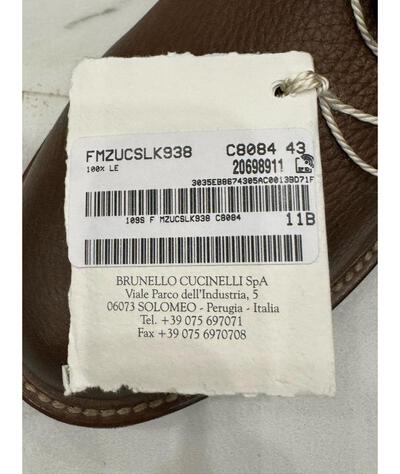 FMZUCSLK938 C8084 43
100% LE 20698911
3035EB8674305AC0013BD71F
109S F MZUCSLK938 C8084 11B
BRUNELLO CUCINELLI SpA
Viale Parco dell'Industria, 5
06073 SOLOMEO - Perugia - Italia
Tel. +39 075 697071
Fax +39 075 6970708